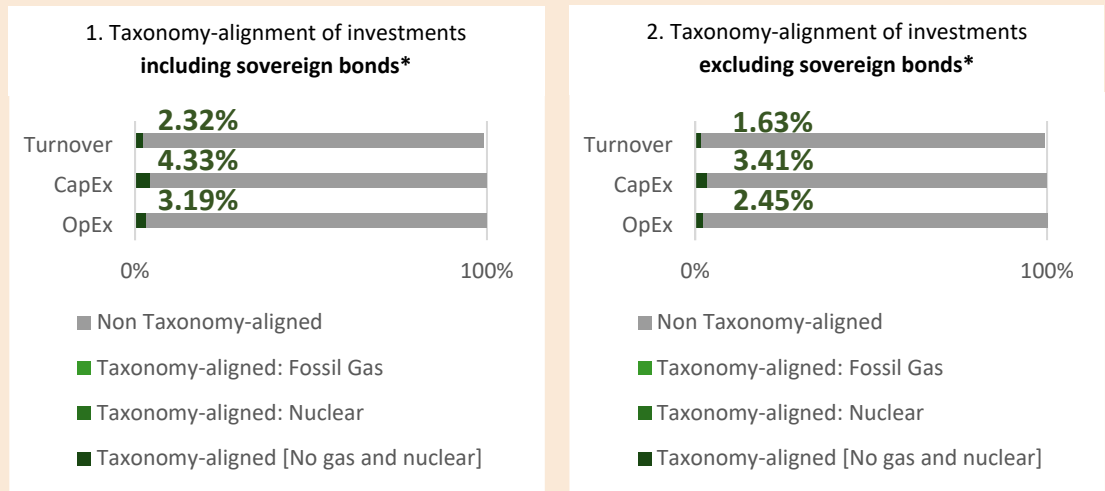 1. Taxonomy-alignment of investments
including sovereign bonds*
2.32%
Turnover
4.33%
CapEx
3.19%
OpEx
0%
100%
Non Taxonomy-aligned
Taxonomy-aligned: Fossil Gas
Taxonomy-aligned: Nuclear
Taxonomy-aligned [No gas and nuclear]
2. Taxonomy-alignment of investments
excluding sovereign bonds*
1.63%
Turnover
3.41%
CapEx
2.45%
OpEx
0%
100%
Non Taxonomy-aligned
Taxonomy-aligned: Fossil Gas
Taxonomy-aligned: Nuclear
Taxonomy-aligned [No gas and nuclear]